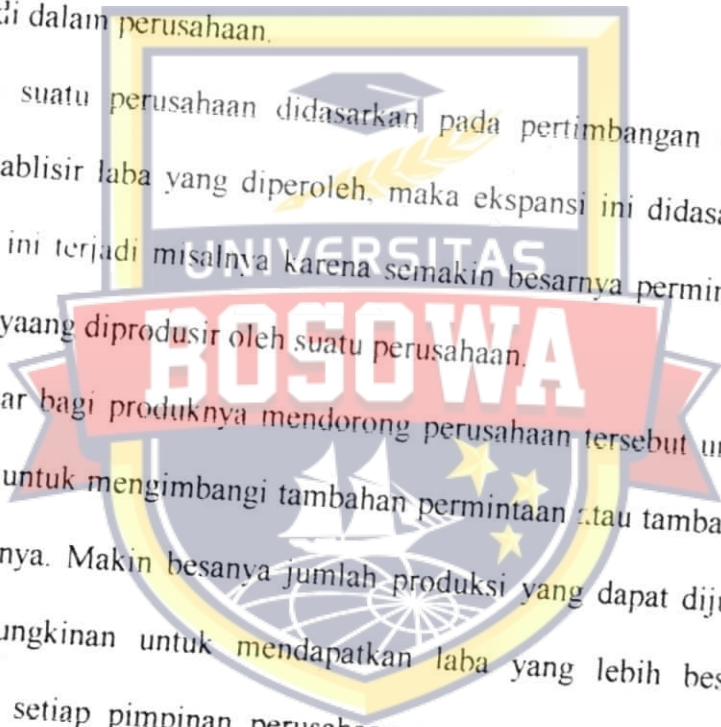 di dalam perusahaan.
suatu perusahaan didasarkan pada pertimbangan
ablisir laba yang diperoleh, maka ekspansi ini didasa
ini terjadi misalnya karena semakin besarnya permin
UNIVERSITAS
yaang diprodusir oleh suatu perusahaan.
BOSOWA
ar bagi produknya mendorong perusahaan tersebut un
untuk mengimbangi tambahan permintaan atau tamba
nya. Makin besanya jumlah produksi yang dapat diju
ungkinan untuk mendapatkan laba yang lebih bes
setiap pimpinan